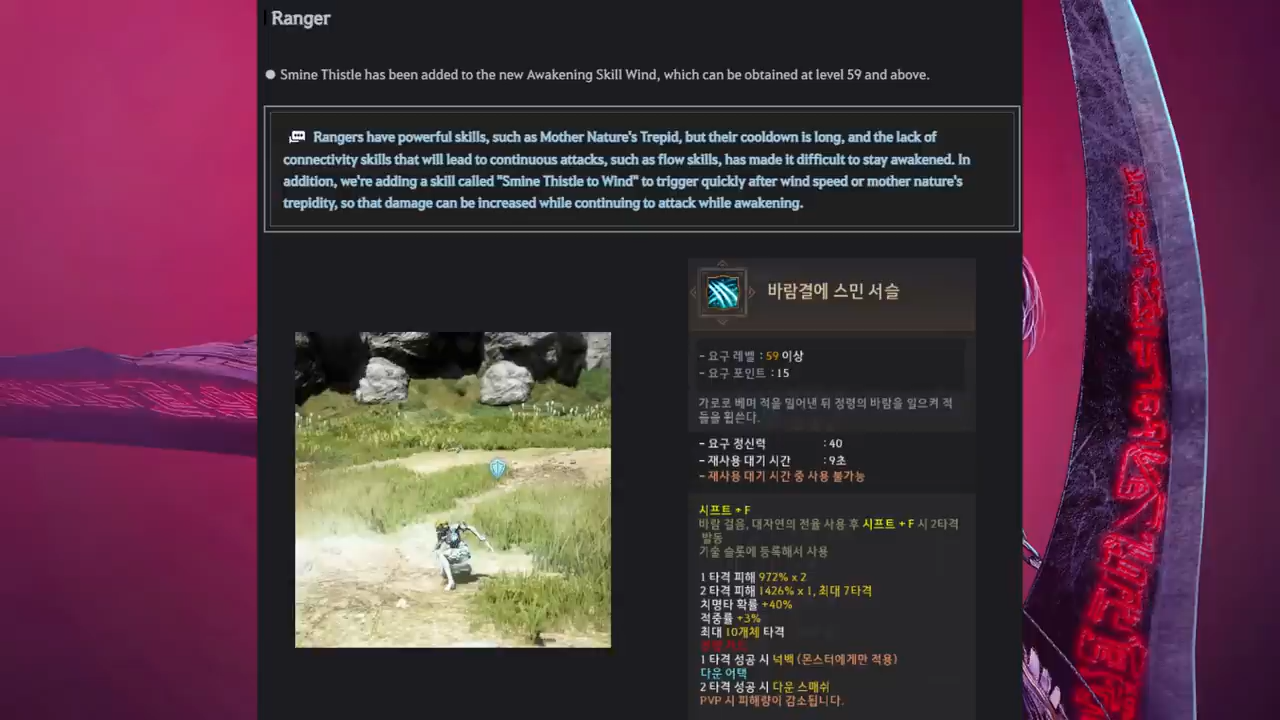 Ranger
Smine Thistle has been added to the new Awakening Skill Wind, which can be obtained at level 59 and above.
Rangers have powerful skills, such as Mother Nature's Trepid, but their cooldown is long, and the lack of
connectivity skills that will lead to continuous attacks, such as flow skills, has made it difficult to stay awakened. In
addition, we're adding a skill called "Smine Thistle to Wind" to trigger quickly after wind speed or mother nature's
trepidity, so that damage can be increased while continuing to attack while awakening.
바람결에 스민 서슬
- 요구 레벨 : 59 이상
- 요구 포인트 : 15
가로로 베며 적을 밀어낸 뒤 정령의 바람을 일으켜 적
들을 휩쓴다.
- 요구 정신력 : 40
- 재사용 대기 시간 : 9초
- 재사용 대기 시간 중 사용 불가능
시프트 + F
바람 걸음, 대자연의 전율 사용 후 시프트 + F 시 2타격
발동
기술 슬롯에 등록해서 사용
1 타격 피해 972% x 2
2 타격 피해 1426% x 1, 최대 7타격
치명타 확률 +40%
적중률 +3%
최대 10개체 타격
1 타격 성공 시 넉백 (몬스터에게만 적용)
다운 어택
2 타격 성공 시 다운 스매쉬
PVP 시 피해량이 감소됩니다.